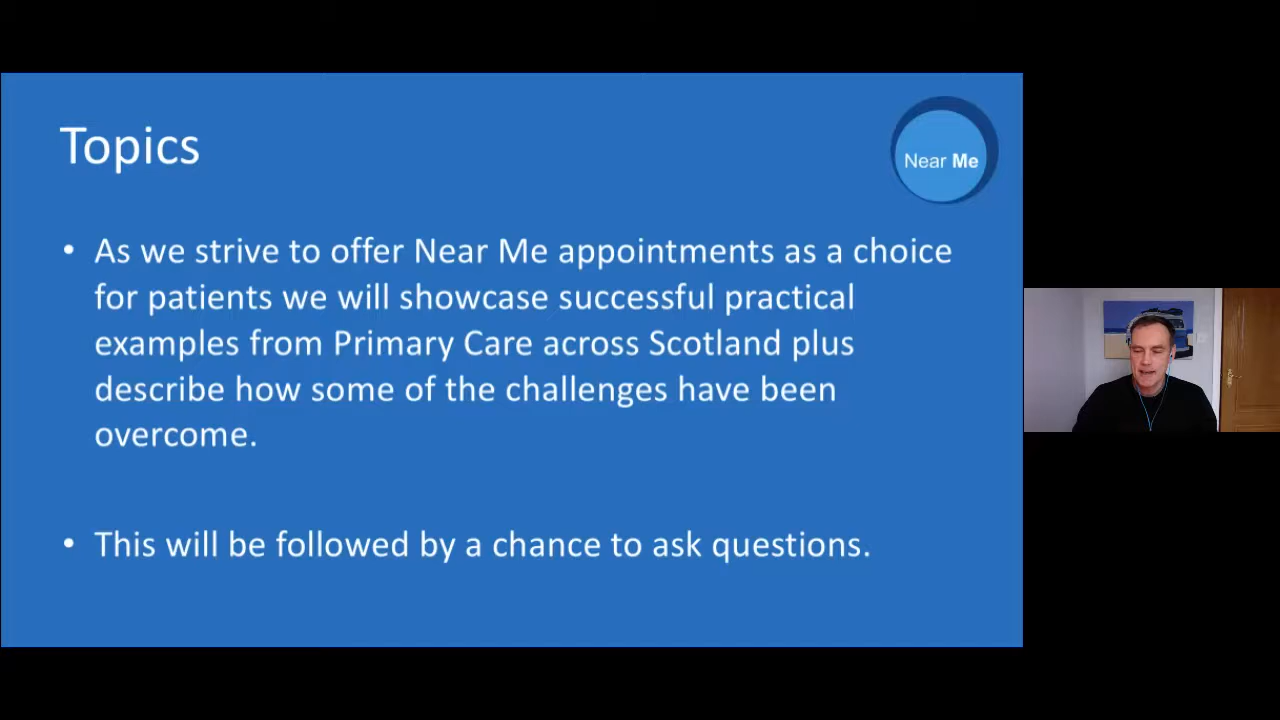 Topics
Near Me
• As we strive to offer Near Me appointments as a choice
for patients we will showcase successful practical
examples from Primary Care across Scotland plus
describe how some of the challenges have been
overcome.
• This will be followed by a chance to ask questions.